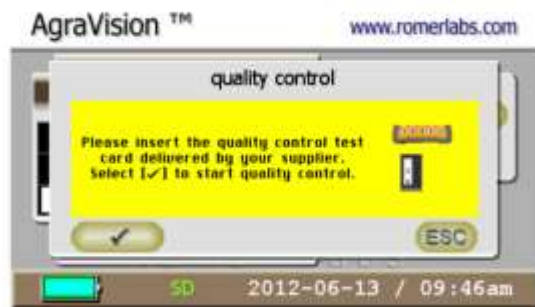 AgraVision ™
www.romerlabs.com
quality control
Please insert the quality control test
card delivered by your supplier.
Select [✓] to start quality control.
✓
ESC
SD
2012-06-13 / 09:46am